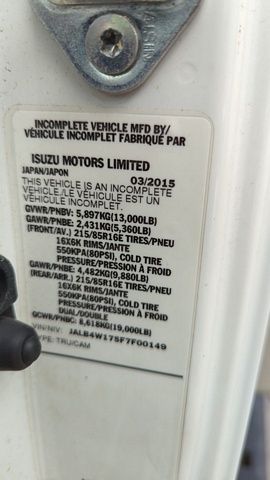 AISIN
INCOMPLETE VEHICLE MFD BY/
VÉHICULE INCOMPLET FABRIQUÉ PAR
ISUZU MOTORS LIMITED
JAPAN/JAPON 03/2015
THIS VEHICLE IS AN INCOMPLETE
VEHICLE/LE VÉHICULE EST UN
VÉHICULE INCOMPLET.
GVWR/PNBV: 5,897KG(13,000LB)
GAWR/PNBE: 2,431KG(5,360LB)
(FRONT/AV.) 215/85R16E TIRES/PNEU
16X6K RIMS/JANTE
550KPA(80PSI), COLD TIRE
PRESSURE/PRESSION À FROID
GAWR/PNBE: 4,482KG(9,880LB)
(REAR/ARR.) 215/85R16E TIRES/PNEU
16X6K RIMS/JANTE
550KPA(80PSI), COLD TIRE
PRESSURE/PRESSION À FROID
DUAL/DOUBLE
GCWR/PNBC: 8,618KG(19,000LB)
VIN/NIV: JALB4W175F7F00149
TYPE: TRU/CAM